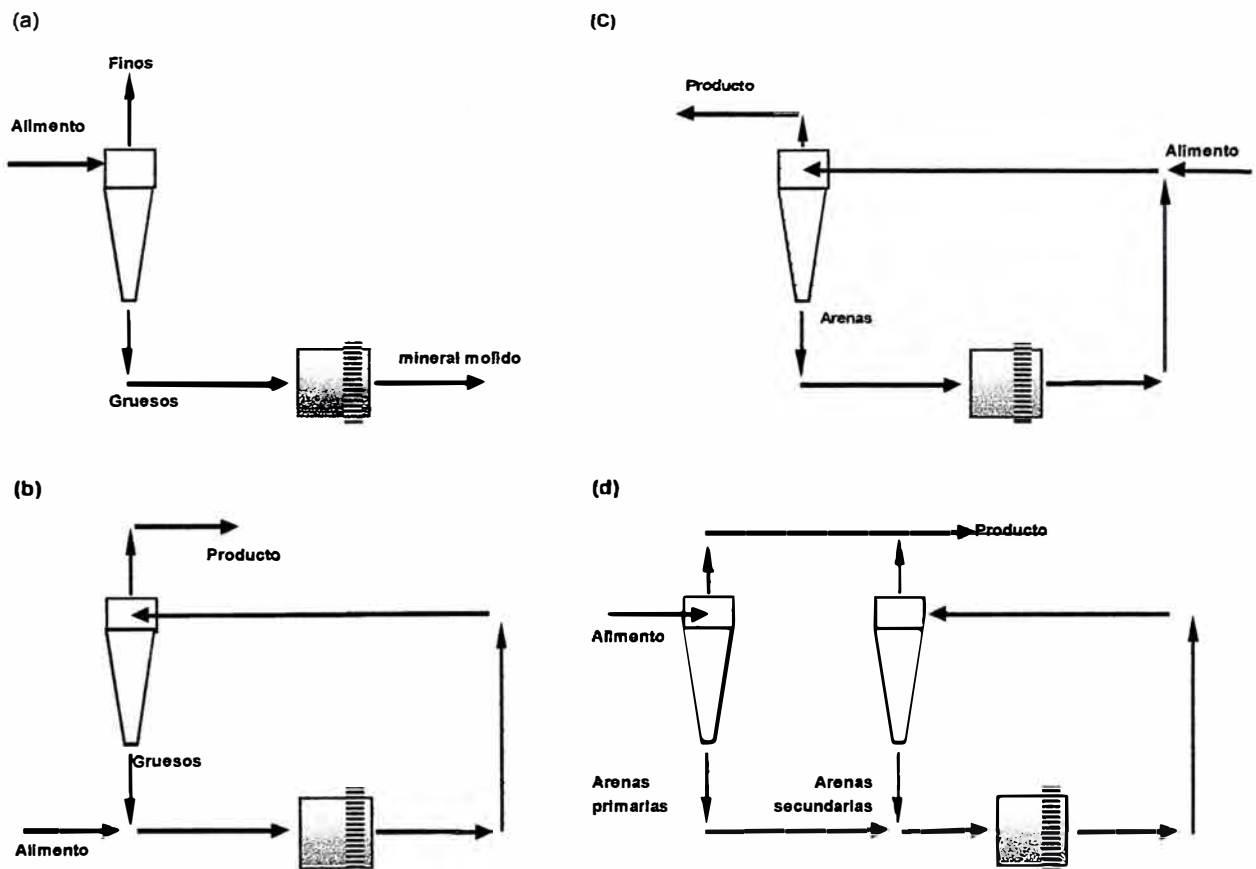 (a)
Finos
Alimento
Gruesos
mineral molido
(C)
Producto
Alimento
Arenas
(b)
Producto
Gruesos
Alimento
(d)
Producto
Alimento
Arenas
primarias
Arenas
secundarias